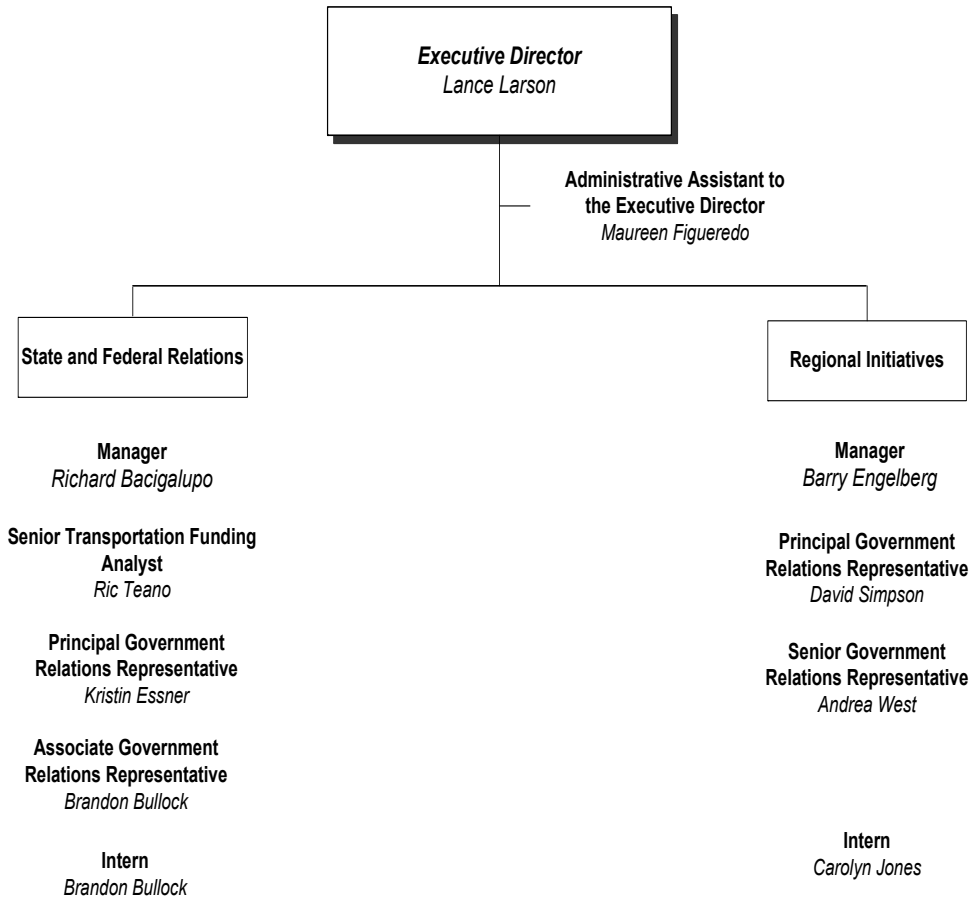 Executive Director
Lance Larson
Administrative Assistant to
the Executive Director
Maureen Figueredo
State and Federal Relations
Manager
Richard Bacigalupo
Senior Transportation Funding
Analyst
Ric Teano
Principal Government
Relations Representative
Kristin Essner
Associate Government
Relations Representative
Brandon Bullock
Intern
Brandon Bullock
Regional Initiatives
Manager
Barry Engelberg
Principal Government
Relations Representative
David Simpson
Senior Government
Relations Representative
Andrea West
Intern
Carolyn Jones